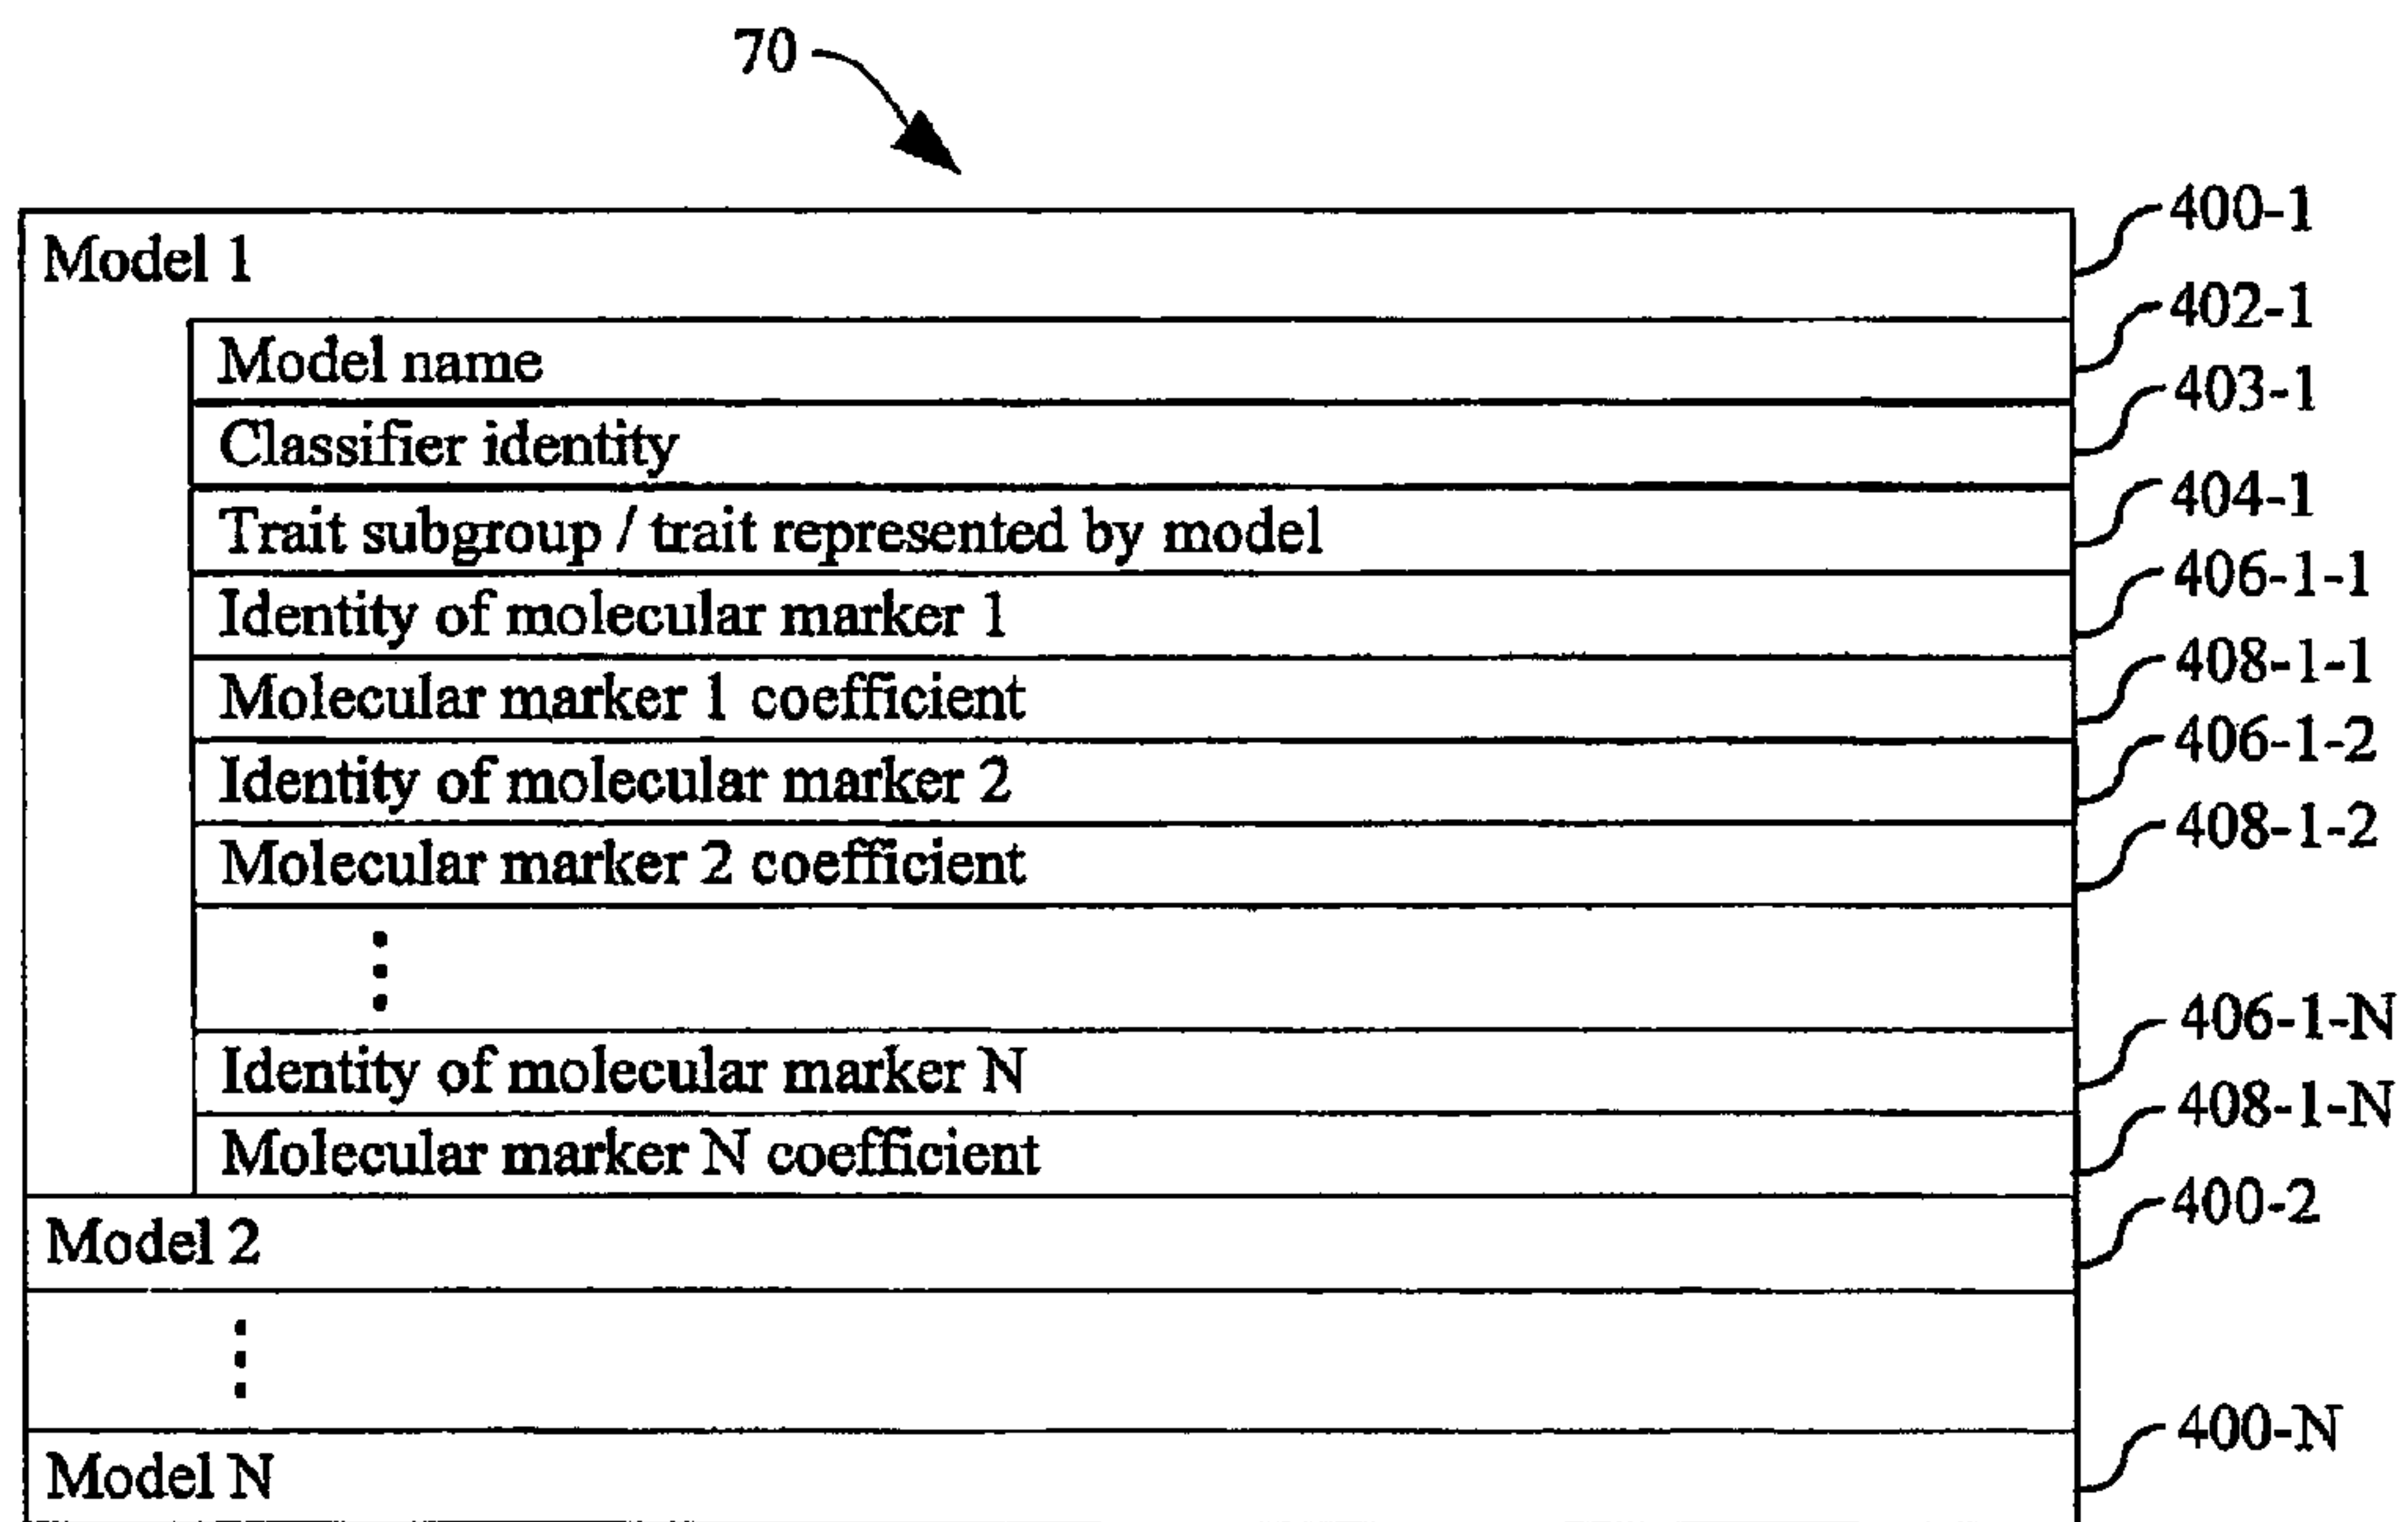 70
Model 1 400-1
Model name 402-1
Classifier identity 403-1
Trait subgroup / trait represented by model 404-1
Identity of molecular marker 1 406-1-1
Molecular marker 1 coefficient 408-1-1
Identity of molecular marker 2 406-1-2
Molecular marker 2 coefficient 408-1-2
Identity of molecular marker N 406-1-N
Molecular marker N coefficient 408-1-N
Model 2 400-2
Model N 400-N